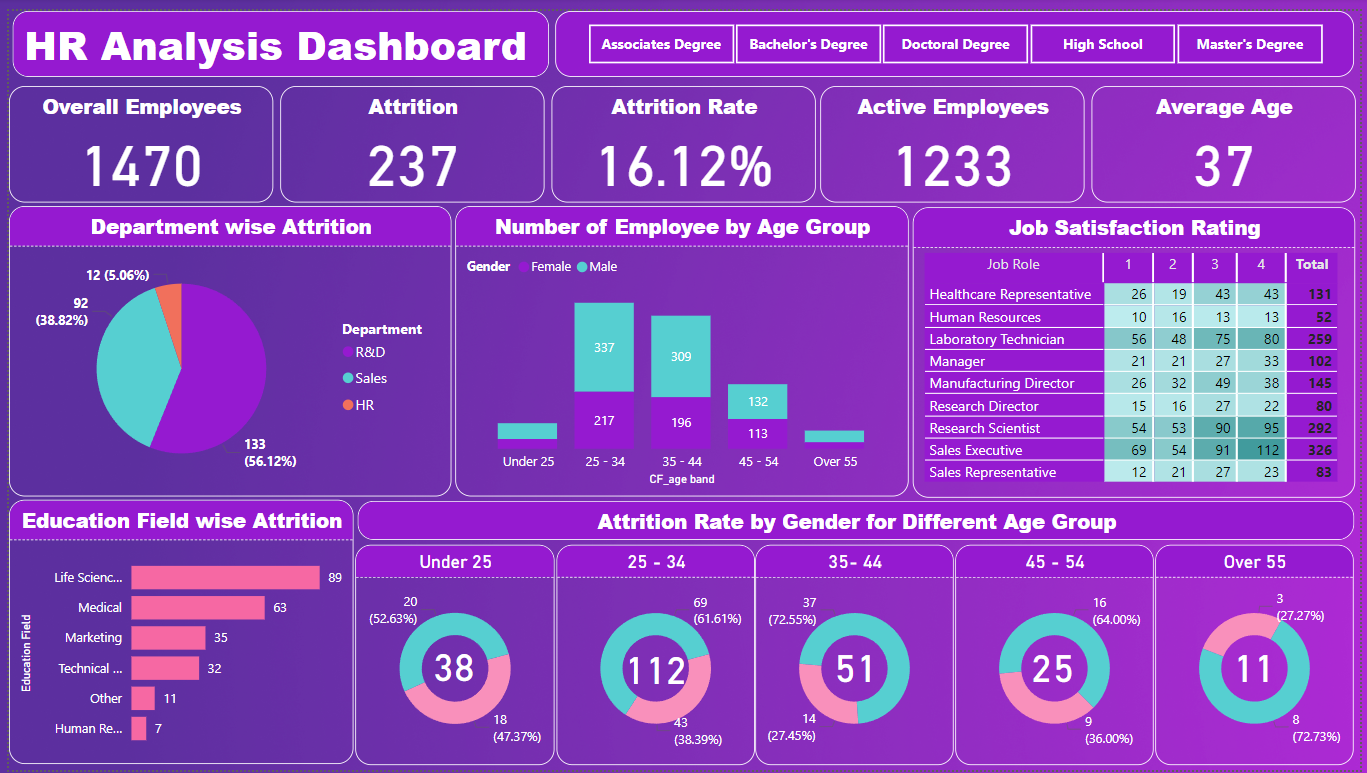 HR Analysis Dashboard
Associates Degree
Bachelor's Degree
Doctoral Degree
High School
Master's Degree
Overall Employees
1470
Attrition
237
Attrition Rate
16.12%
Active Employees
1233
Average Age
37
Department wise Attrition
12 (5.06%)
92
(38.82%)
133
(56.12%)
Department
R&D
Sales
HR
Number of Employee by Age Group
Gender Female Male
337
217
309
196
132
113
Under 25
25 - 34
35 - 44
45 - 54
Over 55
CF_age band
Job Satisfaction Rating
Job Role 1 2 3 4 Total
Healthcare Representative 26 19 43 43 131
Human Resources 10 16 13 13 52
Laboratory Technician 56 48 75 80 259
Manager 21 21 27 33 102
Manufacturing Director 26 32 49 38 145
Research Director 15 16 27 22 80
Research Scientist 54 53 90 95 292
Sales Executive 69 54 91 112 326
Sales Representative 12 21 27 23 83
Education Field wise Attrition
Education Field
Life Scienc... 89
Medical 63
Marketing 35
Technical ... 32
Other 11
Human Re... 7
Attrition Rate by Gender for Different Age Group
Under 25
20
(52.63%)
38
18
(47.37%)
25 - 34
69
(61.61%)
112
43
(38.39%)
35- 44
37
(72.55%)
51
14
(27.45%)
45 - 54
16
(64.00%)
25
9
(36.00%)
Over 55
3
(27.27%)
11
8
(72.73%)